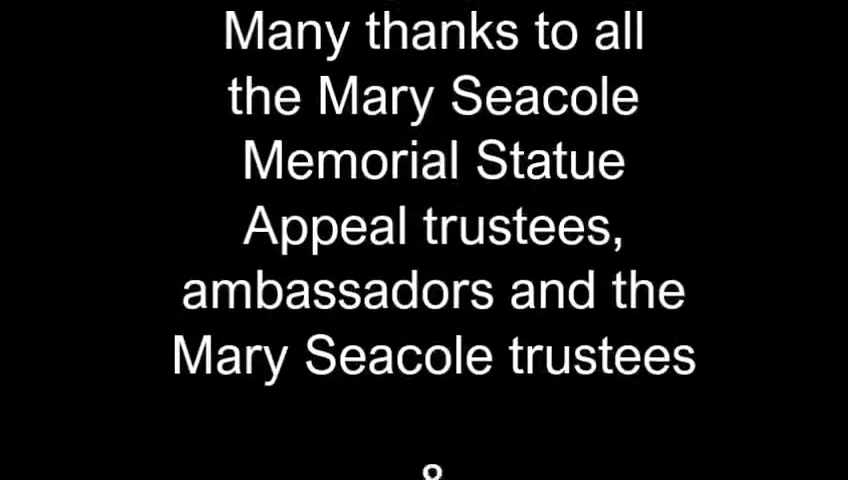 Many thanks to all
the Mary Seacole
Memorial Statue
Appeal trustees,
ambassadors and the
Mary Seacole trustees